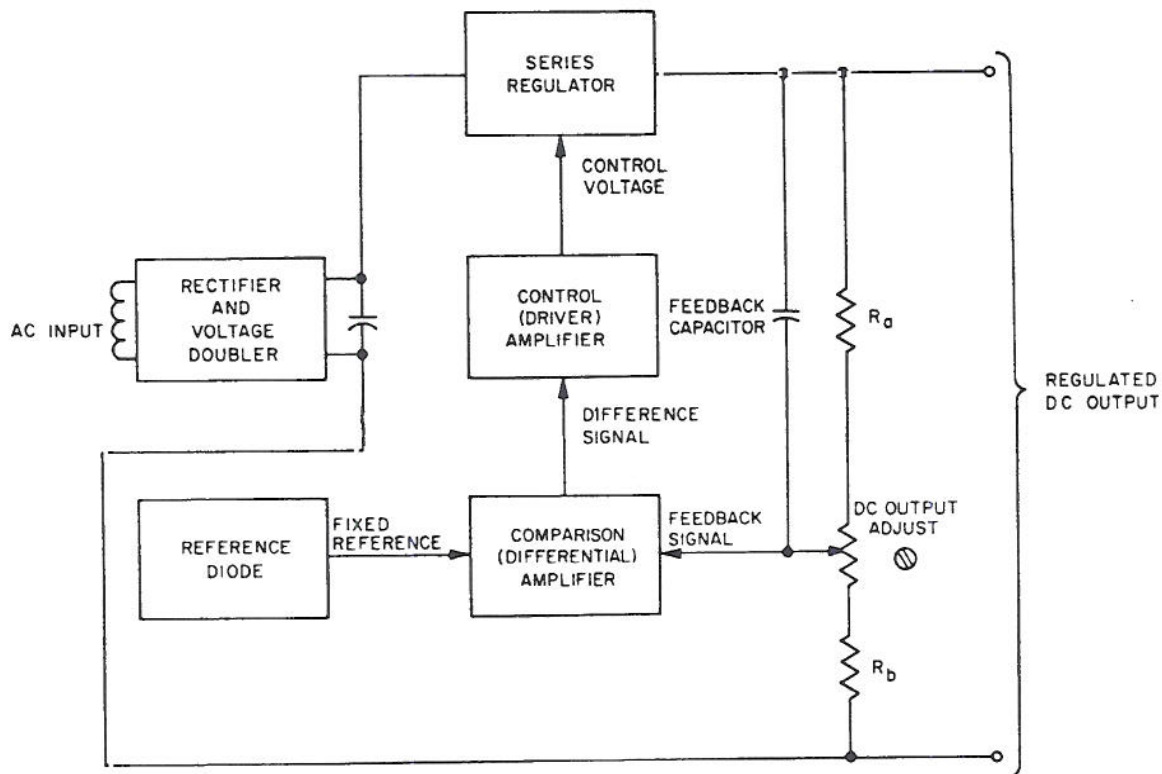 SERIES
REGULATOR
CONTROL
VOLTAGE
RECTIFIER
AND
VOLTAGE
DOUBLER
AC INPUT
CONTROL
(DRIVER)
AMPLIFIER
FEEDBACK
CAPACITOR
Ra
REGULATED
DC OUTPUT
DIFFERENCE
SIGNAL
REFERENCE
DIODE
FIXED
REFERENCE
COMPARISON
(DIFFERENTIAL)
AMPLIFIER
FEEDBACK
SIGNAL
DC OUTPUT
ADJUST
Rb